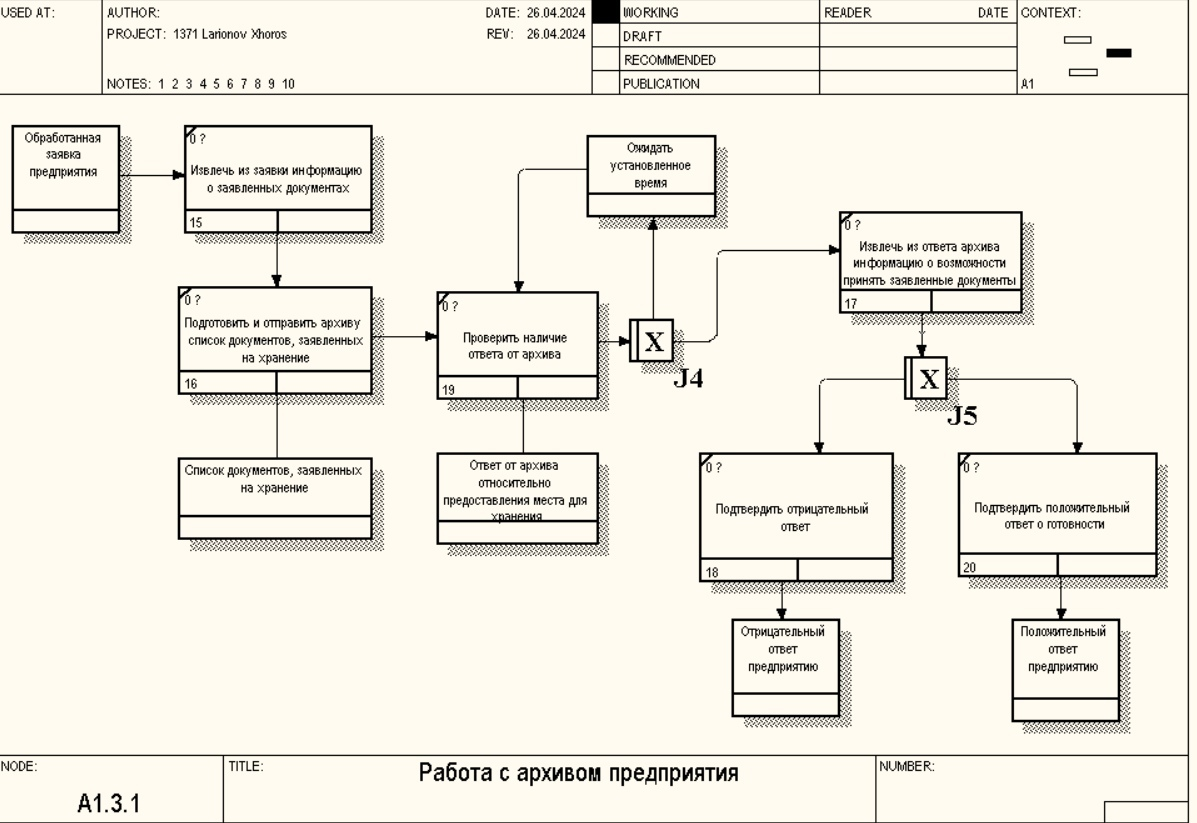 USED AT:
AUTHOR:
DATE: 26.04.2024
PROJECT: 1371 Larionov Xhoros
REV: 26.04.2024
NOTES: 1 2 3 4 5 6 7 8 9 10
WORKING
DRAFT
RECOMMENDED
PUBLICATION
READER DATE
CONTEXT:
A1
Обработанная
заявка
предприятия
0 ?
Извлечь из заявки информацию
о заявленных документах
15
Ожидать
установленное
время
0 ?
Извлечь из ответа архива
информацию о возможности
принять заявленные документы
17
0 ?
Подготовить и отправить архиву
список документов, заявленных
на хранение
16
0 ?
Проверить наличие
ответа от архива
19
X
J4
X
J5
Список документов, заявленных
на хранение
Ответ от архива
относительно
предоставления места для
хранения
0 ?
Подтвердить отрицательный
ответ
18
0 ?
Подтвердить положительный
ответ о готовности
20
Отрицательный
ответ
предприятию
Положительный
ответ
предприятию
NODE:
A1.3.1
TITLE:
Работа с архивом предприятия
NUMBER: